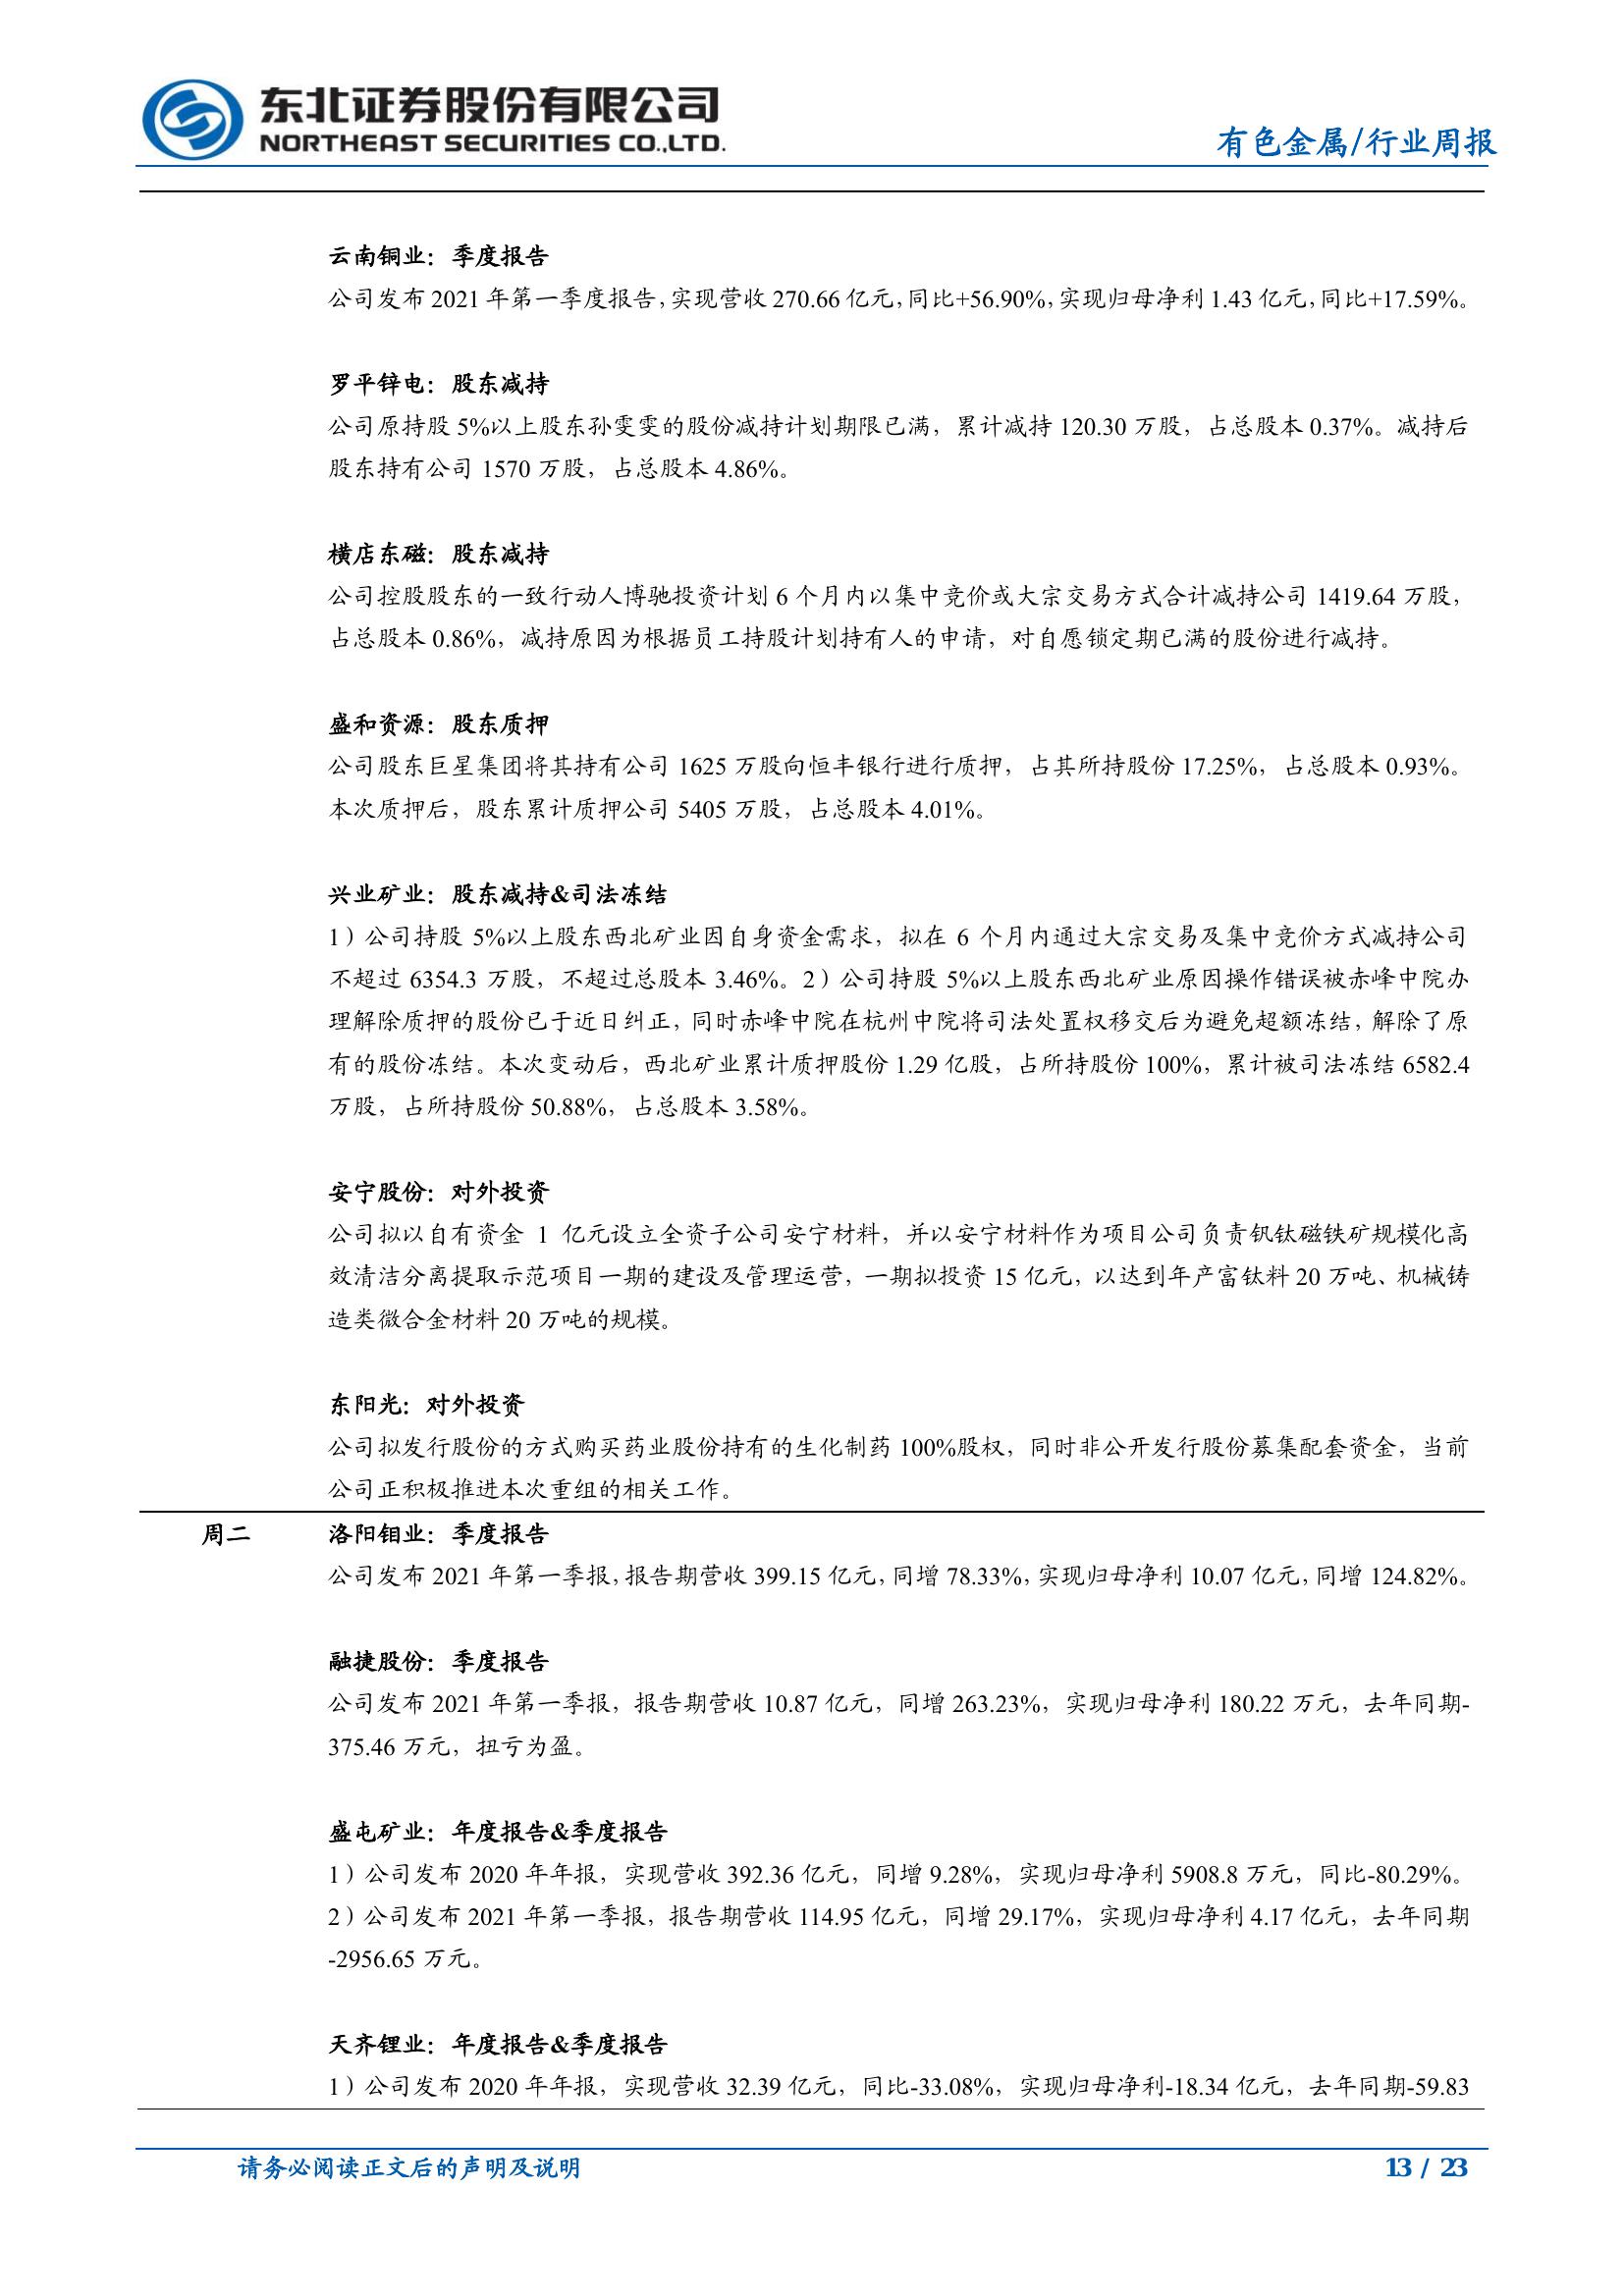 东北证券股份有限公司
NORTHEAST SECURITIES CO.,LTD.
有色金属/行业周报
云南铜业：季度报告
公司发布 2021 年第一季度报告，实现营收 270.66 亿元，同比+56.90%，实现归母净利 1.43 亿元，同比+17.59%。
罗平锌电：股东减持
公司原持股 5%以上股东孙雯雯的股份减持计划期限已满，累计减持 120.30 万股，占总股本 0.37%。减持后
股东持有公司 1570 万股，占总股本 4.86%。
横店东磁：股东减持
公司控股股东的一致行动人博驰投资计划 6 个月内以集中竞价或大宗交易方式合计减持公司 1419.64 万股，
占总股本 0.86%，减持原因为根据员工持股计划持有人的申请，对自愿锁定期已满的股份进行减持。
盛和资源：股东质押
公司股东巨星集团将其持有公司 1625 万股向恒丰银行进行质押，占其所持股份 17.25%，占总股本 0.93%。
本次质押后，股东累计质押公司 5405 万股，占总股本 4.01%。
兴业矿业：股东减持&司法冻结
1）公司持股 5%以上股东西北矿业因自身资金需求，拟在 6 个月内通过大宗交易及集中竞价方式减持公司
不超过 6354.3 万股，不超过总股本 3.46%。2）公司持股 5%以上股东西北矿业原因操作错误被赤峰中院办
理解除质押的股份已于近日纠正，同时赤峰中院在杭州中院将司法处置权移交后为避免超额冻结，解除了原
有的股份冻结。本次变动后，西北矿业累计质押股份 1.29 亿股，占所持股份 100%，累计被司法冻结 6582.4
万股，占所持股份 50.88%，占总股本 3.58%。
安宁股份：对外投资
公司拟以自有资金 1 亿元设立全资子公司安宁材料，并以安宁材料作为项目公司负责钒钛磁铁矿规模化高
效清洁分离提取示范项目一期的建设及管理运营，一期拟投资 15 亿元，以达到年产富钛料 20 万吨、机械铸
造类微合金材料 20 万吨的规模。
东阳光：对外投资
公司拟发行股份的方式购买药业股份持有的生化制药 100%股权，同时非公开发行股份募集配套资金，当前
公司正积极推进本次重组的相关工作。
周二 洛阳钼业：季度报告
公司发布 2021 年第一季报，报告期营收 399.15 亿元，同增 78.33%，实现归母净利 10.07 亿元，同增 124.82%。
融捷股份：季度报告
公司发布 2021 年第一季报，报告期营收 10.87 亿元，同增 263.23%，实现归母净利 180.22 万元，去年同期-
375.46 万元，扭亏为盈。
盛屯矿业：年度报告&季度报告
1）公司发布 2020 年年报，实现营收 392.36 亿元，同增 9.28%，实现归母净利 5908.8 万元，同比-80.29%。
2）公司发布 2021 年第一季报，报告期营收 114.95 亿元，同增 29.17%，实现归母净利 4.17 亿元，去年同期
-2956.65 万元。
天齐锂业：年度报告&季度报告
1）公司发布 2020 年年报，实现营收 32.39 亿元，同比-33.08%，实现归母净利-18.34 亿元，去年同期-59.83
请务必阅读正文后的声明及说明
13 / 23